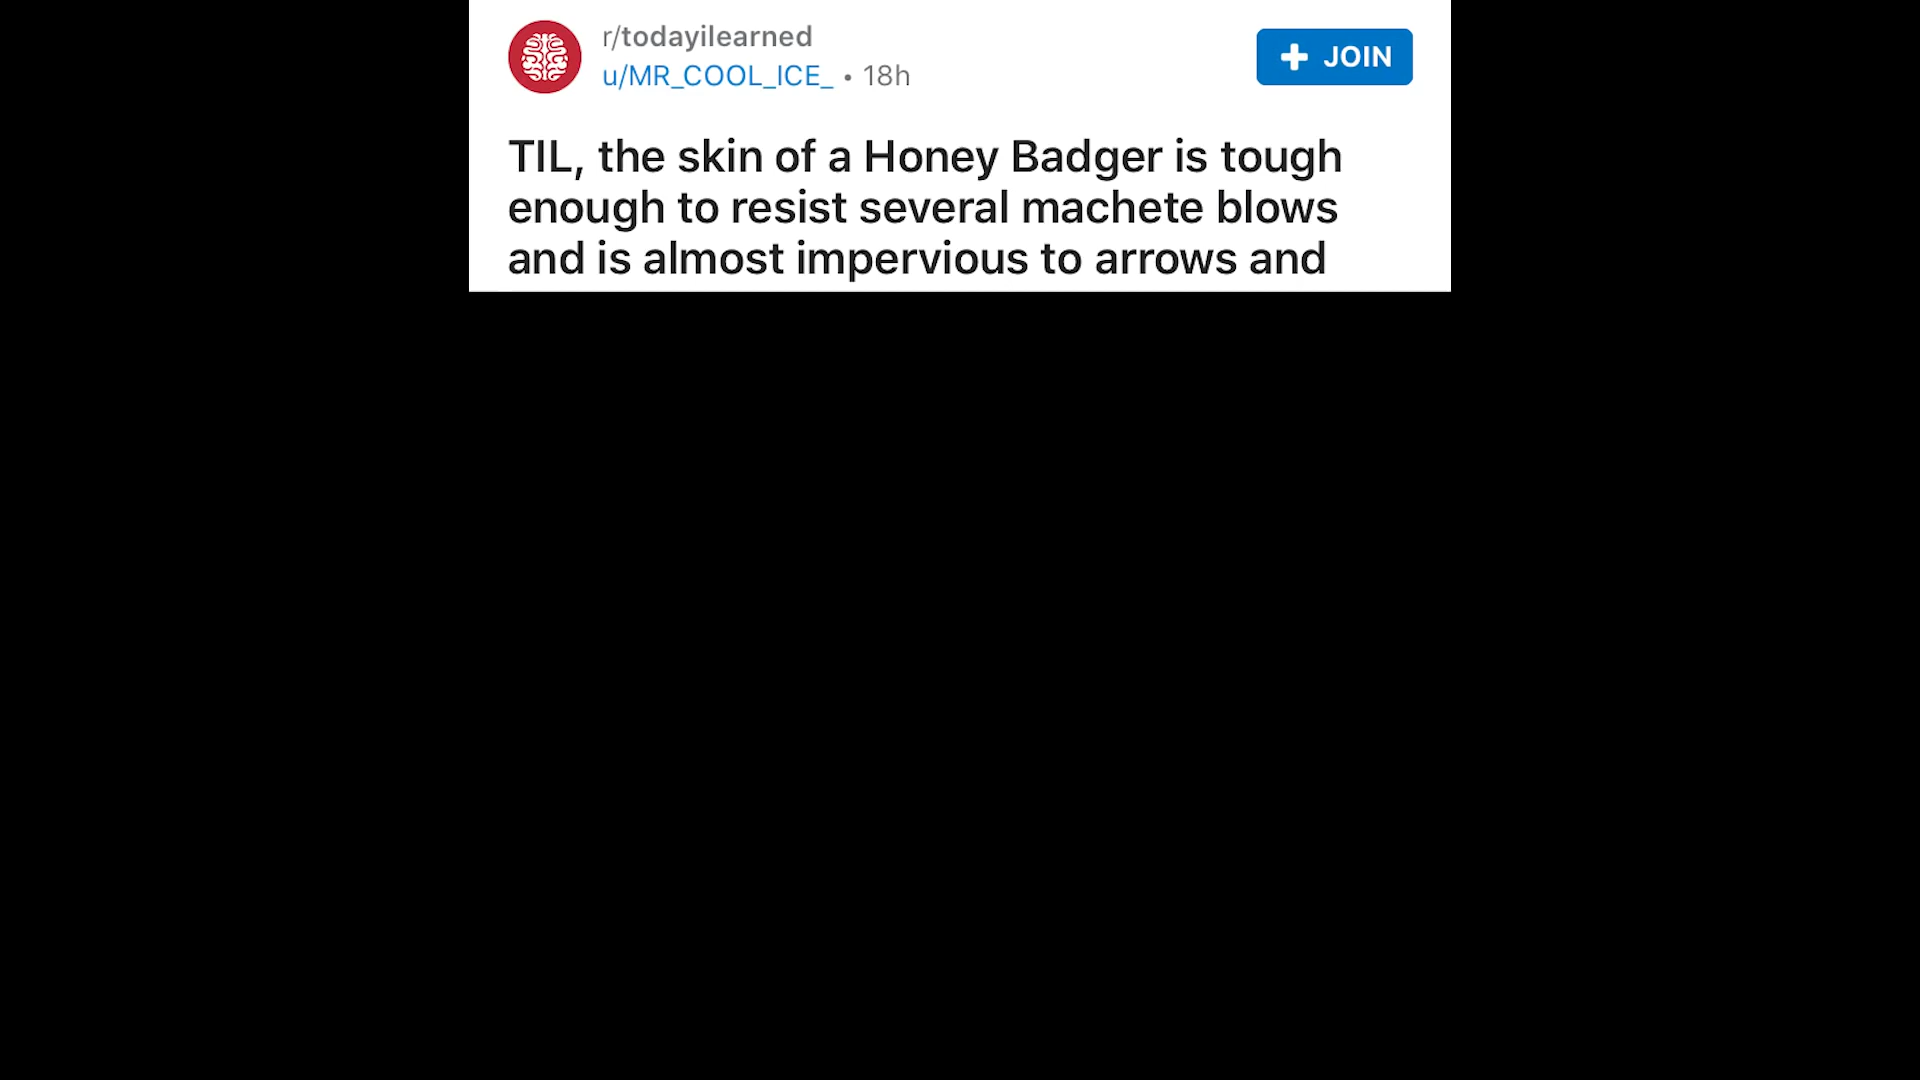 r/todayilearned
u/MR_COOL_ICE_ • 18h
JOIN
TIL, the skin of a Honey Badger is tough
enough to resist several machete blows
and is almost impervious to arrows and